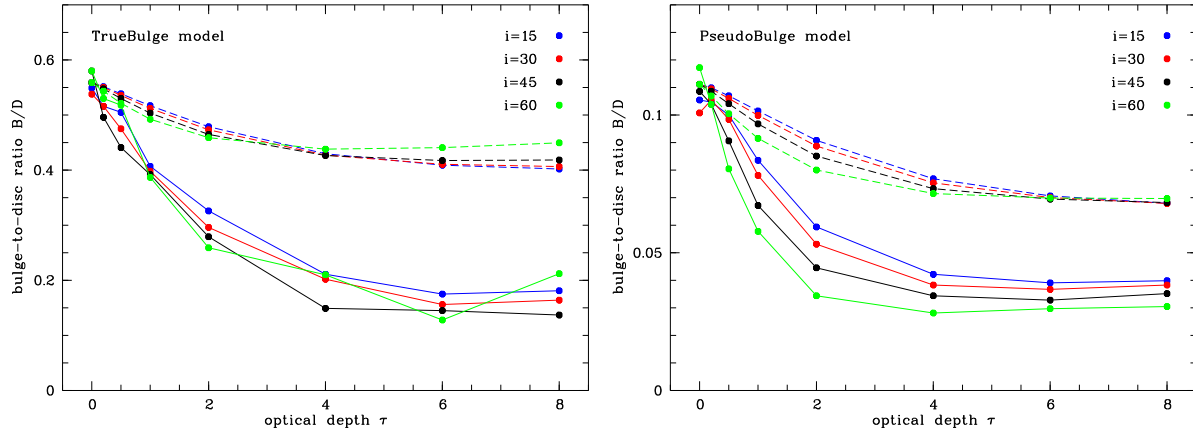 TrueBulge model
i=15
i=30
i=45
i=60
0.6
0.4
0.2
0
bulge-to-disc ratio B/D
0 2 4 6 8
optical depth τ
PseudoBulge model
i=15
i=30
i=45
i=60
0.1
0.05
0
bulge-to-disc ratio B/D
0 2 4 6 8
optical depth τ